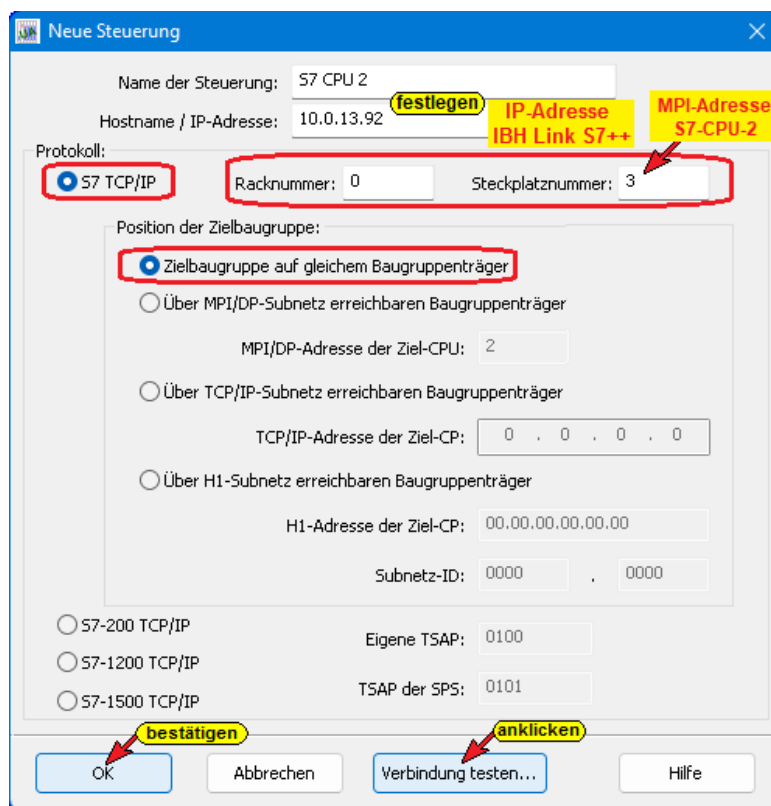 Neue Steuerung
Name der Steuerung: S7 CPU 2
Hostname / IP-Adresse: 10.0.13.92 festlegen
IP-Adresse
IBH Link S7++
MPI-Adresse
S7-CPU-2
Protokoll:
S7 TCP/IP Racknummer: 0 Steckplatznummer: 3
Position der Zielbaugruppe:
Zielbaugruppe auf gleichem Baugruppenträger
Über MPI/DP-Subnetz erreichbaren Baugruppenträger
MPI/DP-Adresse der Ziel-CPU: 2
Über TCP/IP-Subnetz erreichbaren Baugruppenträger
TCP/IP-Adresse der Ziel-CP: 0 . 0 . 0 . 0
Über H1-Subnetz erreichbaren Baugruppenträger
H1-Adresse der Ziel-CP: 00.00.00.00.00.00
Subnetz-ID: 0000 . 0000
S7-200 TCP/IP Eigene TSAP: 0100
S7-1200 TCP/IP
TSAP der SPS: 0101
S7-1500 TCP/IP
bestätigen anklicken
OK Abbrechen Verbindung testen... Hilfe